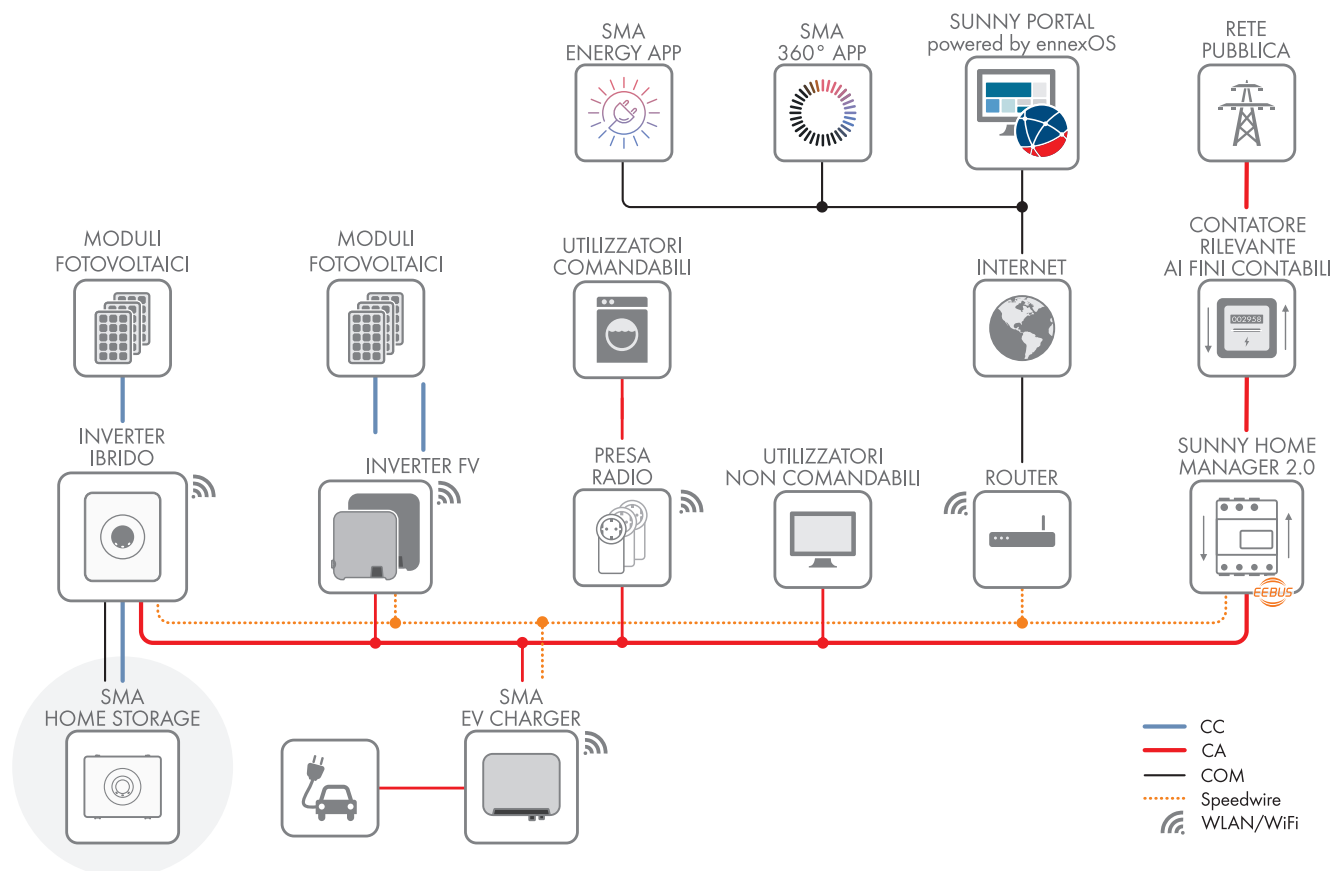 SMA
ENERGY APP
SMA
360° APP
SUNNY PORTAL
powered by ennexOS
RETE
PUBBLICA
MODULI
FOTOVOLTAICI
MODULI
FOTOVOLTAICI
UTILIZZATORI
COMANDABILI
INTERNET
CONTATORE
RILEVANTE
AI FINI CONTABILI
002958
INVERTER
IBRIDO
INVERTER FV
PRESA
RADIO
UTILIZZATORI
NON COMANDABILI
ROUTER
SUNNY HOME
MANAGER 2.0
EEBUS
SMA
HOME STORAGE
SMA
EV CHARGER
CC
CA
COM
Speedwire
WLAN/WiFi